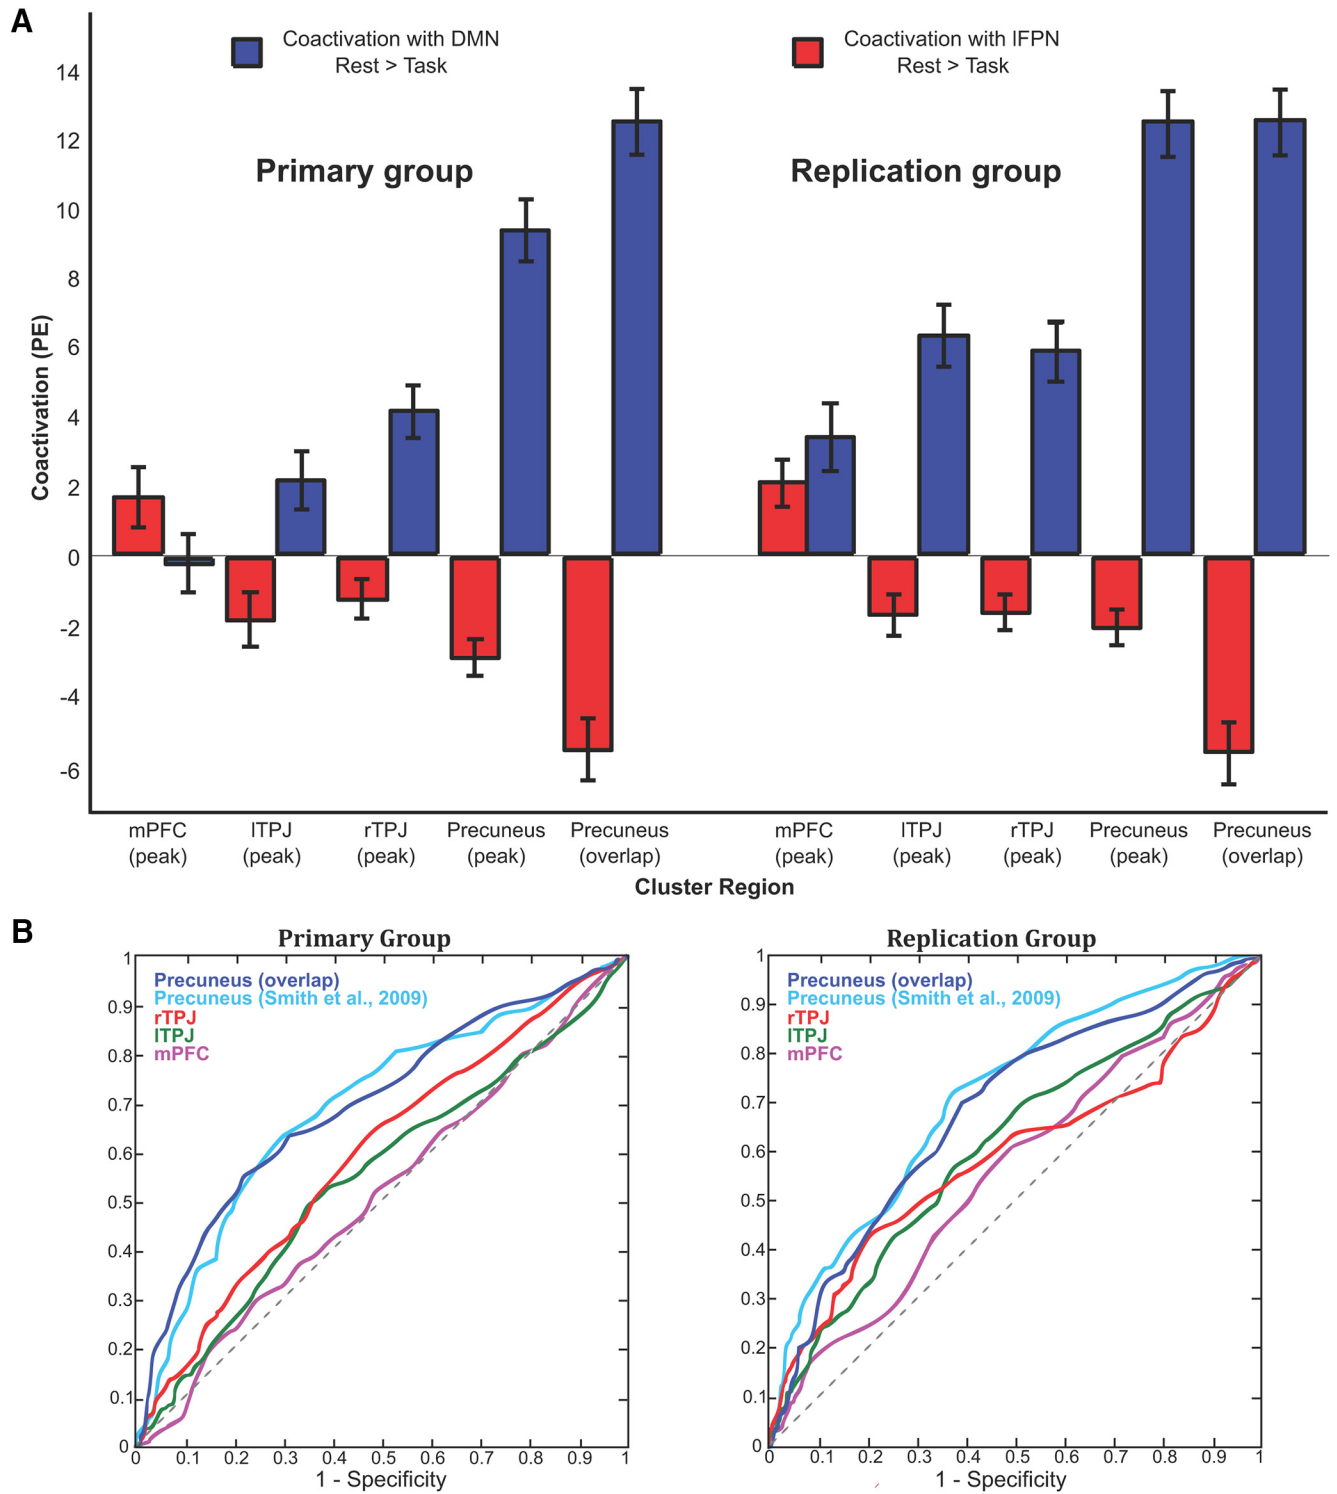 A
Coactivation with DMN
Rest > Task
Coactivation with lFPN
Rest > Task
Primary group
Replication group
Coactivation (PE)
14
12
10
8
6
4
2
0
-2
-4
-6
mPFC
(peak)
lTPJ
(peak)
rTPJ
(peak)
Precuneus
(peak)
Precuneus
(overlap)
mPFC
(peak)
lTPJ
(peak)
rTPJ
(peak)
Precuneus
(peak)
Precuneus
(overlap)
Cluster Region
B
Primary Group
Precuneus (overlap)
Precuneus (Smith et al., 2009)
rTPJ
lTPJ
mPFC
1
0.9
0.8
0.7
0.6
0.5
0.4
0.3
0.2
0.1
0
0 0.1 0.2 0.3 0.4 0.5 0.6 0.7 0.8 0.9 1
1 - Specificity
Replication Group
Precuneus (overlap)
Precuneus (Smith et al., 2009)
rTPJ
lTPJ
mPFC
1
0.9
0.8
0.7
0.6
0.5
0.4
0.3
0.2
0.1
0
0 0.1 0.2 0.3 0.4 0.5 0.6 0.7 0.8 0.9 1
1 - Specificity